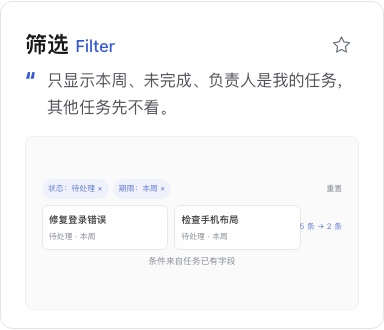 筛选 Filter
“ 只显示本周、未完成、负责人是我的任务,
其他任务先不看。
状态：待处理 × 期限：本周 × 重置
修复登录错误 检查手机布局
待处理 · 本周 待处理 · 本周
5 条 → 2 条
条件来自任务已有字段